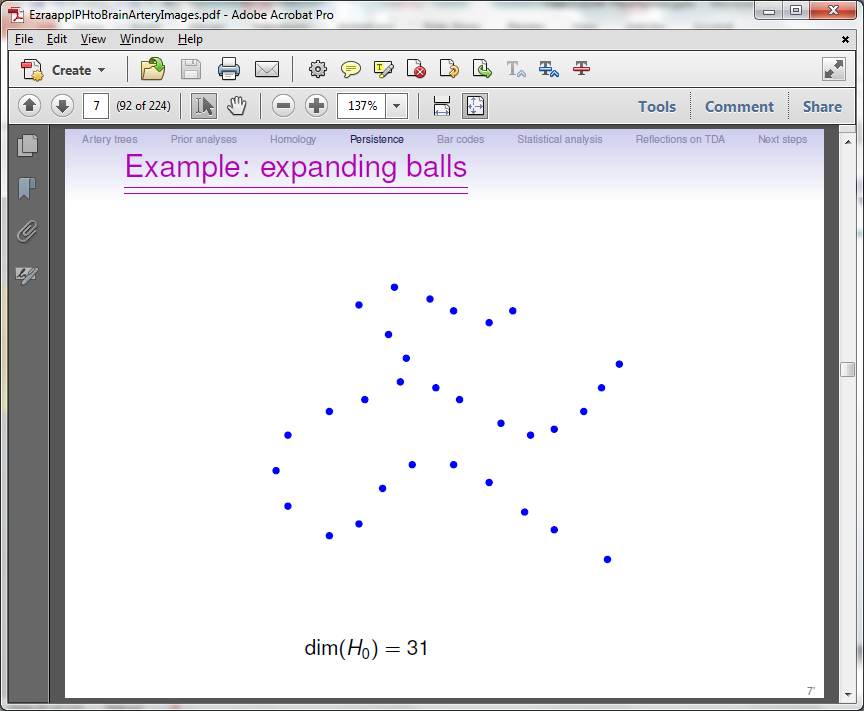 EzraapplPHtoBrainArteryImages.pdf - Adobe Acrobat Pro
File Edit View Window Help
Create
7 (92 of 224) 137% Tools Comment Share
Artery trees Prior analyses Homology Persistence Bar codes Statistical analysis Reflections on TDA Next steps
Example: expanding balls
dim(H₀) = 31
7'